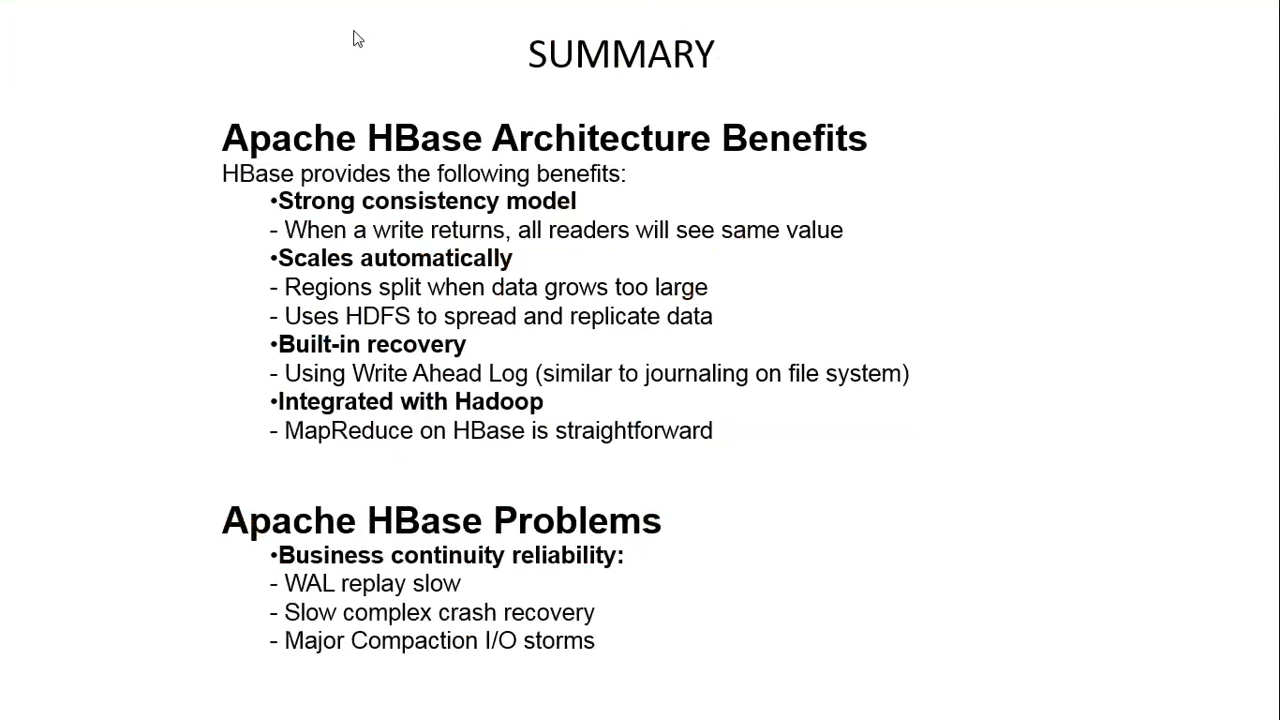 SUMMARY
Apache HBase Architecture Benefits
HBase provides the following benefits:
•Strong consistency model
- When a write returns, all readers will see same value
•Scales automatically
- Regions split when data grows too large
- Uses HDFS to spread and replicate data
•Built-in recovery
- Using Write Ahead Log (similar to journaling on file system)
•Integrated with Hadoop
- MapReduce on HBase is straightforward
Apache HBase Problems
•Business continuity reliability:
- WAL replay slow
- Slow complex crash recovery
- Major Compaction I/O storms